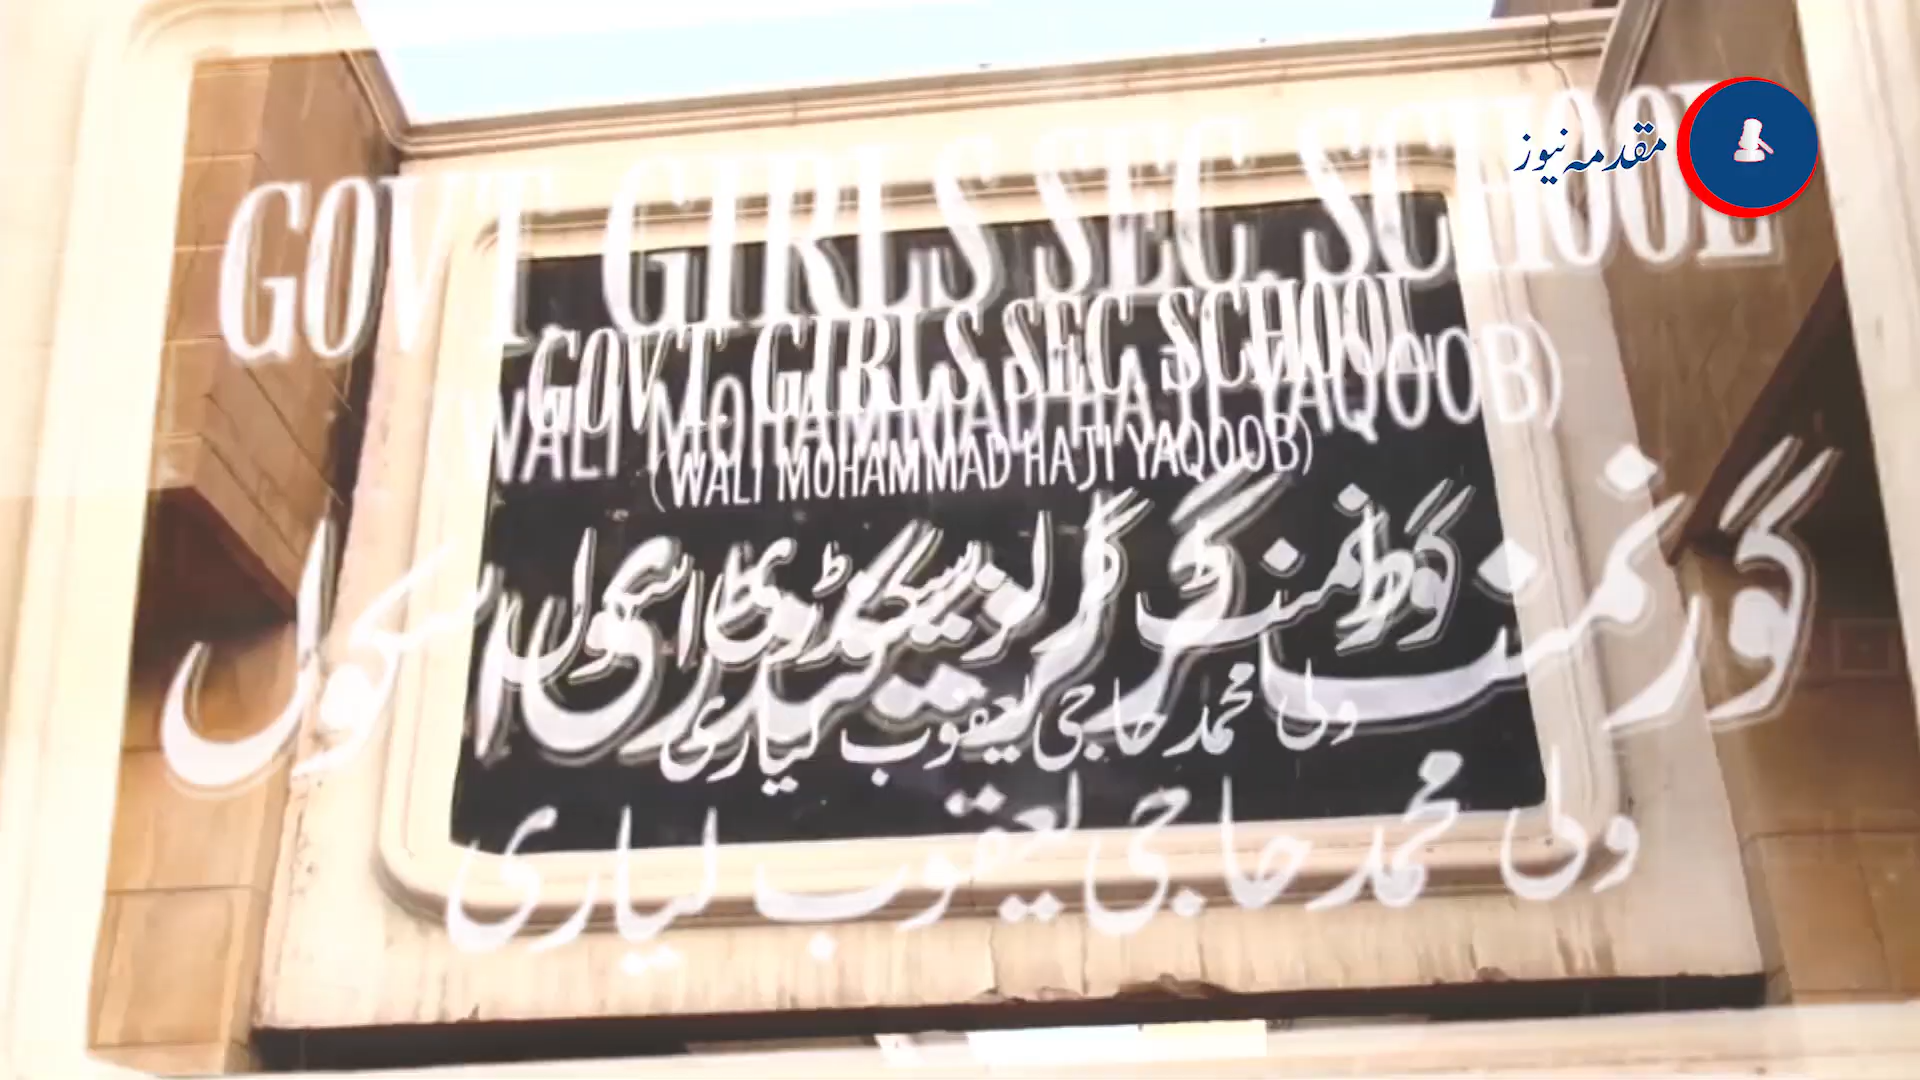 مقدمہ نیوز
GOVT. GIRLS SEC. SCHOOL
GOVT. GIRLS SEC. SCHOOL
(WALI MOHAMMAD HAJI YAQOOB)
WALI MOHAMMAD HAJI YAQOOB)
گورنمنٹ گرلز سیکنڈری اسکول
گورنمنٹ گرلز سیکنڈری اسکول
ولی محمد حاجی یعقوب لیاری
ولی محمد حاجی یعقوب لیاری